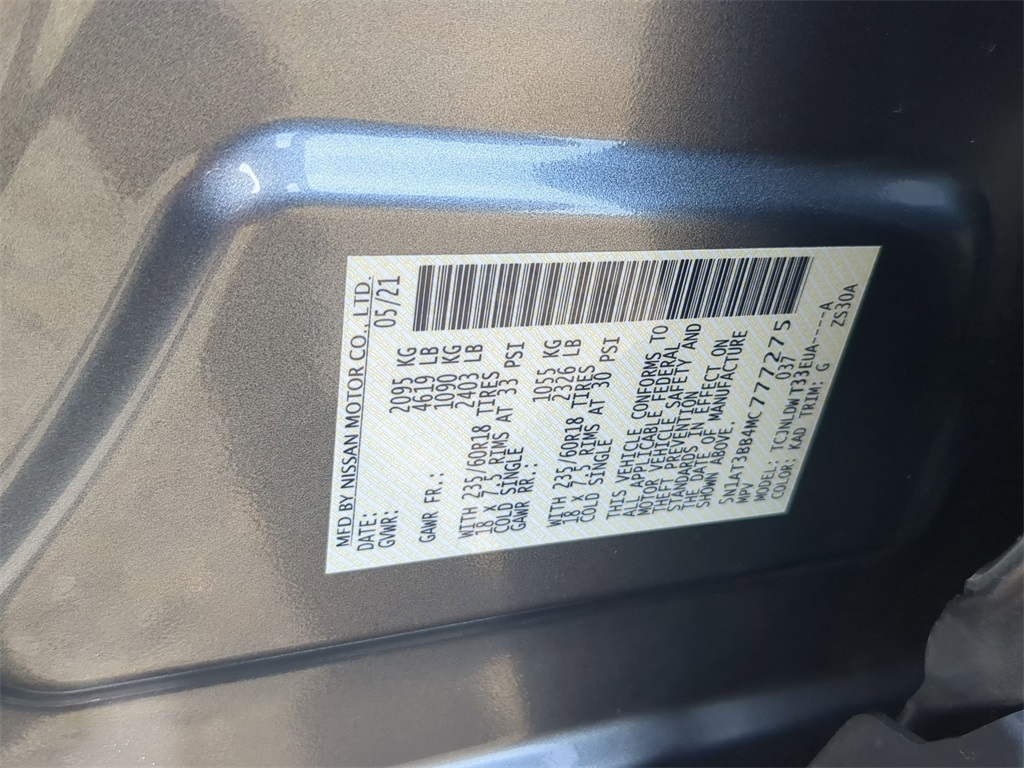 MFD BY NISSAN MOTOR CO., LTD.
DATE: 05/21
GVWR: 2095 KG
4619 LB
GAWR FR.: 1090 KG
2403 LB
WITH 235/60R18 TIRES
18 X 7.5 RIMS AT 33 PSI
COLD SINGLE
GAWR RR.: 1055 KG
2326 LB
WITH 235/60R18 TIRES
18 X 7.5 RIMS AT 30 PSI
COLD SINGLE
THIS VEHICLE CONFORMS TO
ALL APPLICABLE FEDERAL
MOTOR VEHICLE SAFETY AND
THEFT PREVENTION
STANDARDS IN EFFECT ON
THE DATE OF MANUFACTURE
SHOWN ABOVE.
5N1AT3BB4MC777275
MPV 037
MODEL: TCJNLDWT33EUA----A
COLOR: KAD TRIM: G ZS30A